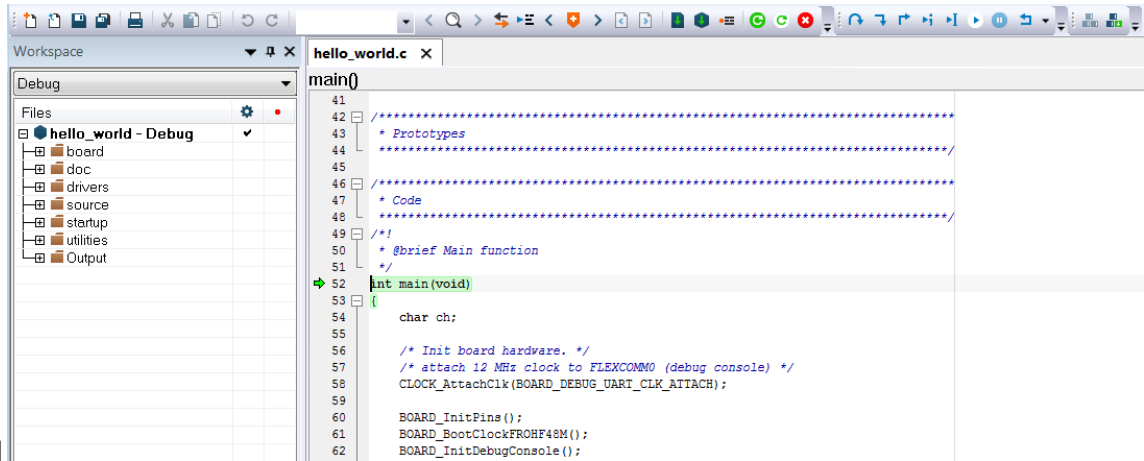 Workspace
Debug
Files
hello_world - Debug
board
doc
drivers
source
startup
utilities
Output
hello_world.c
main()
41
42 /*******************************************************************************
43  * Prototypes
44  ******************************************************************************/
45
46 /*******************************************************************************
47  * Code
48  ******************************************************************************/
49 /*!
50  * @brief Main function
51  */
52 int main(void)
53 {
54     char ch;
55
56     /* Init board hardware. */
57     /* attach 12 MHz clock to FLEXCOMM0 (debug console) */
58     CLOCK_AttachClk(BOARD_DEBUG_UART_CLK_ATTACH);
59
60     BOARD_InitPins();
61     BOARD_BootClockFROHF48M();
62     BOARD_InitDebugConsole();